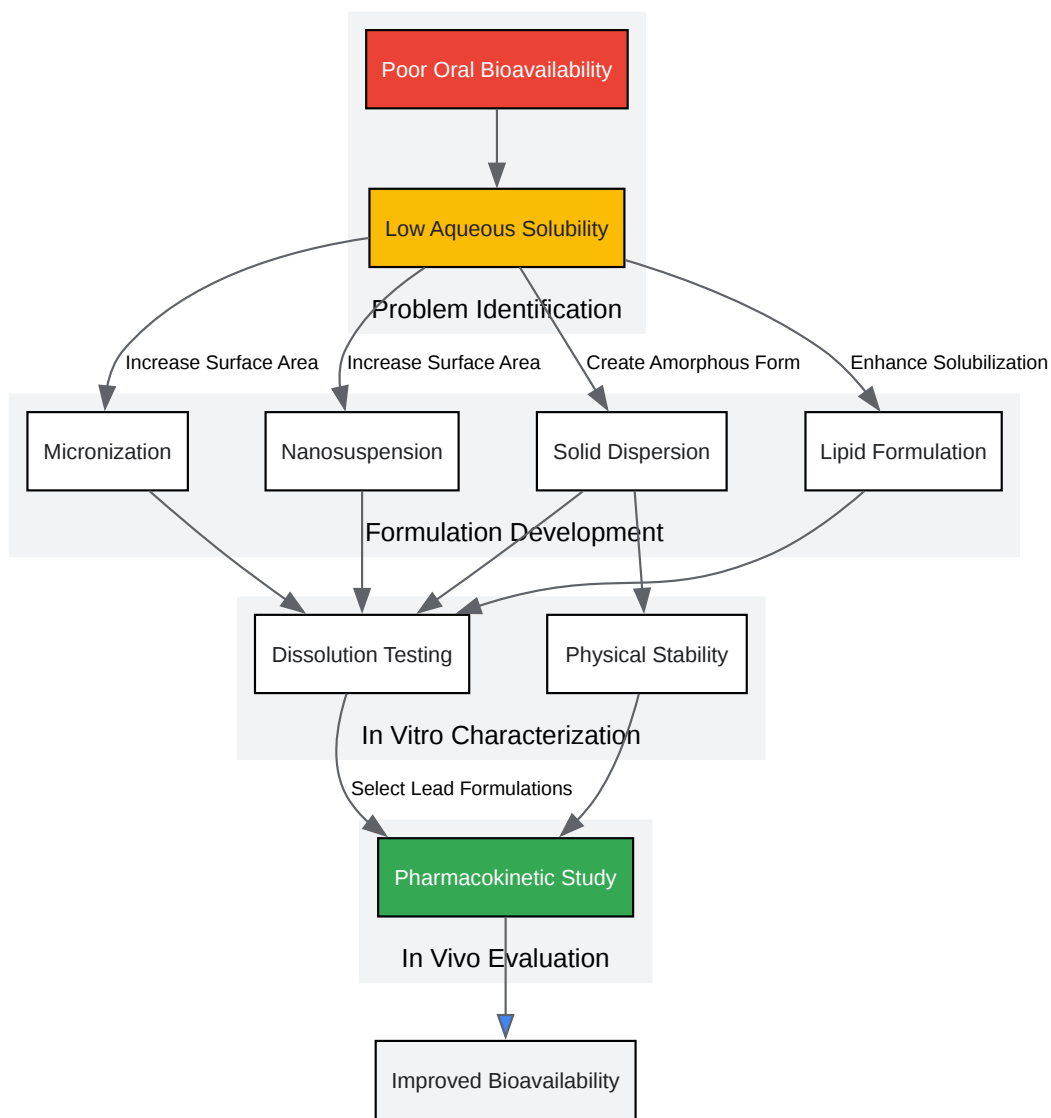 Poor Oral Bioavailability
Low Aqueous Solubility
Problem Identification
Increase Surface Area
Increase Surface Area
Create Amorphous Form
Enhance Solubilization
Micronization
Nanosuspension
Solid Dispersion
Lipid Formulation
Formulation Development
Dissolution Testing
Physical Stability
In Vitro Characterization
Select Lead Formulations
Pharmacokinetic Study
In Vivo Evaluation
Improved Bioavailability